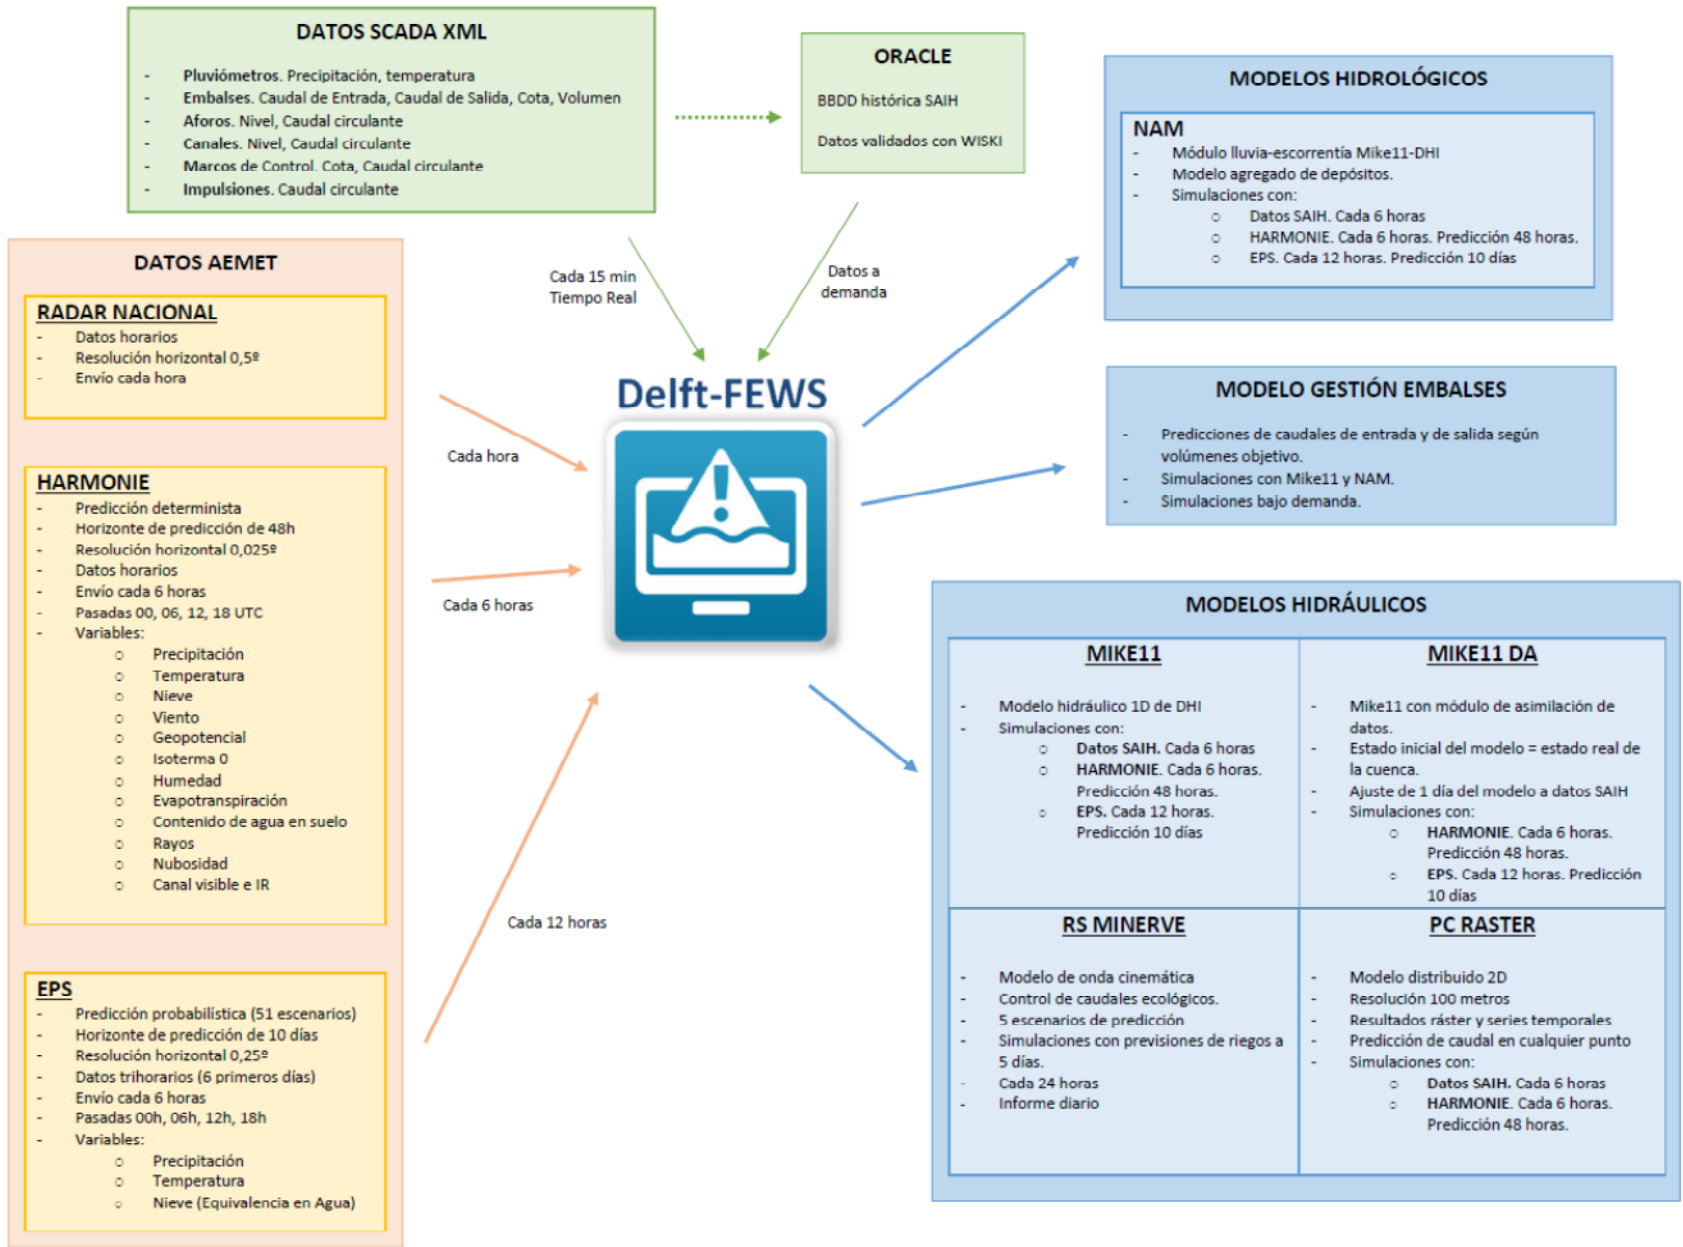 DATOS SCADA XML
- Pluviómetros. Precipitación, temperatura
- Embalses. Caudal de Entrada, Caudal de Salida, Cota, Volumen
- Aforos. Nivel, Caudal circulante
- Canales. Nivel, Caudal circulante
- Marcos de Control. Cota, Caudal circulante
- Impulsiones. Caudal circulante
ORACLE
BBDD histórica SAIH
Datos validados con WISKI
MODELOS HIDROLÓGICOS
NAM
- Módulo lluvia-escorrentía Mike11-DHI
- Modelo agregado de depósitos.
- Simulaciones con:
o Datos SAIH. Cada 6 horas
o HARMONIE. Cada 6 horas. Predicción 48 horas.
o EPS. Cada 12 horas. Predicción 10 días
DATOS AEMET
RADAR NACIONAL
- Datos horarios
- Resolución horizontal 0,5º
- Envío cada hora
HARMONIE
- Predicción determinista
- Horizonte de predicción de 48h
- Resolución horizontal 0,025º
- Datos horarios
- Envío cada 6 horas
- Pasadas 00, 06, 12, 18 UTC
- Variables:
o Precipitación
o Temperatura
o Nieve
o Viento
o Geopotencial
o Isoterma 0
o Humedad
o Evapotranspiración
o Contenido de agua en suelo
o Rayos
o Nubosidad
o Canal visible e IR
EPS
- Predicción probabilística (51 escenarios)
- Horizonte de predicción de 10 días
- Resolución horizontal 0,25º
- Datos trihorarios (6 primeros días)
- Envío cada 6 horas
- Pasadas 00h, 06h, 12h, 18h
- Variables:
o Precipitación
o Temperatura
o Nieve (Equivalencia en Agua)
Cada 15 min
Tiempo Real
Datos a
demanda
Delft-FEWS
Cada hora
Cada 6 horas
Cada 12 horas
MODELO GESTIÓN EMBALSES
- Predicciones de caudales de entrada y de salida según
volúmenes objetivo.
- Simulaciones con Mike11 y NAM.
- Simulaciones bajo demanda.
MODELOS HIDRÁULICOS
MIKE11
- Modelo hidráulico 1D de DHI
- Simulaciones con:
o Datos SAIH. Cada 6 horas
o HARMONIE. Cada 6 horas.
Predicción 48 horas.
o EPS. Cada 12 horas.
Predicción 10 días
MIKE11 DA
- Mike11 con módulo de asimilación de
datos.
- Estado inicial del modelo = estado real de
la cuenca.
- Ajuste de 1 día del modelo a datos SAIH
- Simulaciones con:
o HARMONIE. Cada 6 horas.
Predicción 48 horas.
o EPS. Cada 12 horas. Predicción
10 días
RS MINERVE
- Modelo de onda cinemática
- Control de caudales ecológicos.
- 5 escenarios de predicción
- Simulaciones con previsiones de riegos a
5 días.
- Cada 24 horas
- Informe diario
PC RASTER
- Modelo distribuido 2D
- Resolución 100 metros
- Resultados ráster y series temporales
- Predicción de caudal en cualquier punto
- Simulaciones con:
o Datos SAIH. Cada 6 horas
o HARMONIE. Cada 6 horas.
Predicción 48 horas.